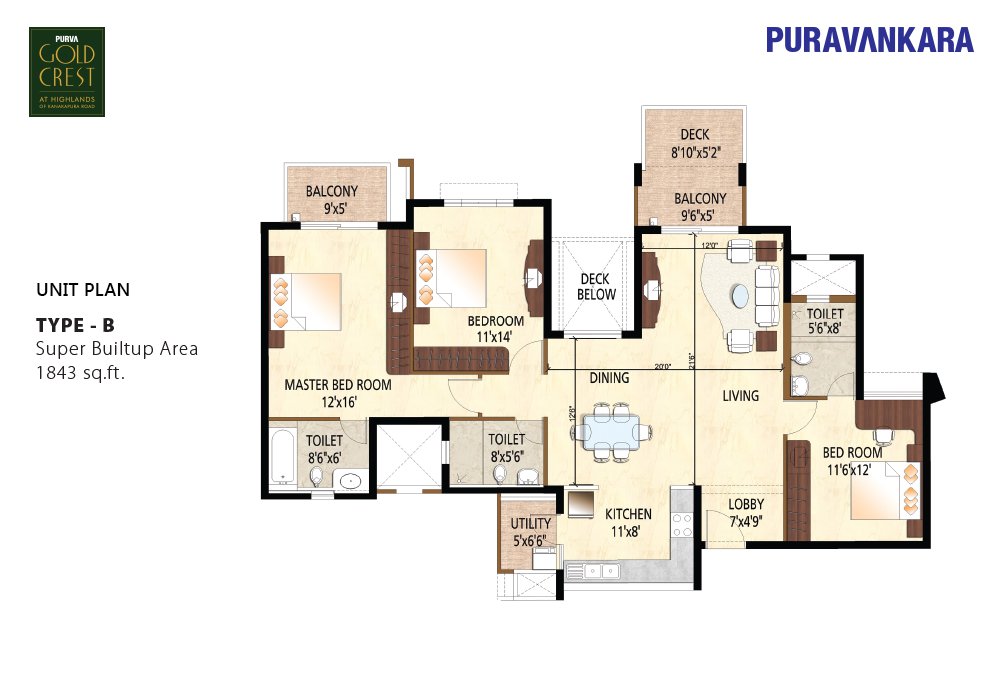 PURVA
GOLD
CREST
AT HIGHLANDS
OF KANAKAPURA ROAD
PURAVANKARA
UNIT PLAN
TYPE - B
Super Builtup Area
1843 sq.ft.
DECK
8'10"x5'2"
BALCONY
9'x5'
BALCONY
9'6"x5'
12'0"
DECK
BELOW
BEDROOM
11'x14'
TOILET
5'6"x8'
20'0"
21'6"
MASTER BED ROOM
12'x16'
DINING
LIVING
12'6"
TOILET
8'6"x6'
TOILET
8'x5'6"
BED ROOM
11'6"x12'
UTILITY
5'x6'6"
KITCHEN
11'x8'
LOBBY
7'x4'9"